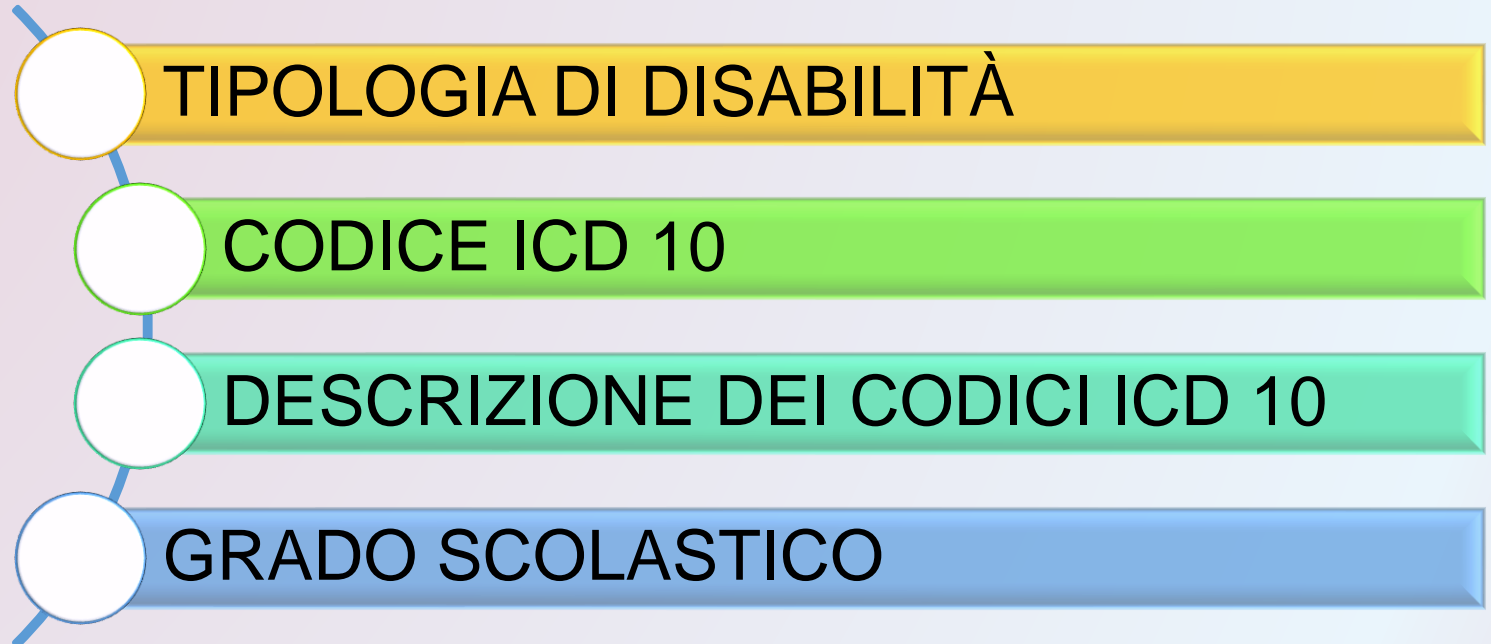 TIPOLOGIA DI DISABILITÀ
CODICE ICD 10
DESCRIZIONE DEI CODICI ICD 10
GRADO SCOLASTICO